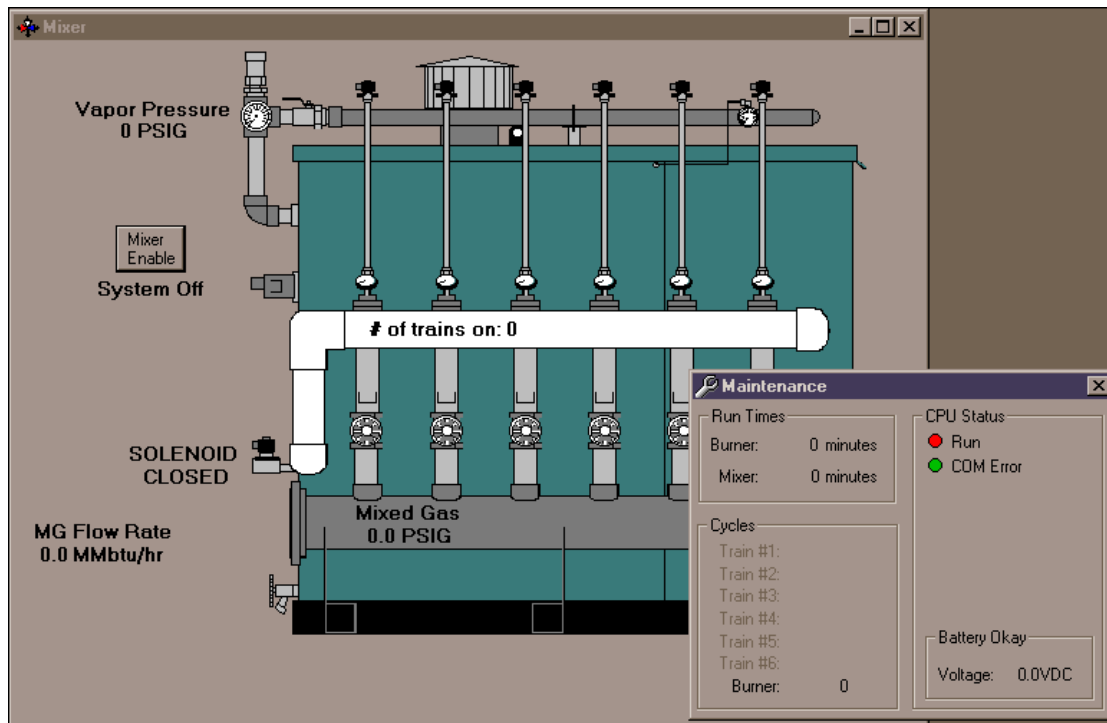 Mixer
Vapor Pressure
0 PSIG
Mixer
Enable
System Off
# of trains on: 0
SOLENOID
CLOSED
Mixed Gas
0.0 PSIG
MG Flow Rate
0.0 MMbtu/hr
Maintenance
Run Times
Burner: 0 minutes
Mixer: 0 minutes
Cycles
Train #1:
Train #2:
Train #3:
Train #4:
Train #5:
Train #6:
Burner: 0
CPU Status
Run
COM Error
Battery Okay
Voltage: 0.0VDC